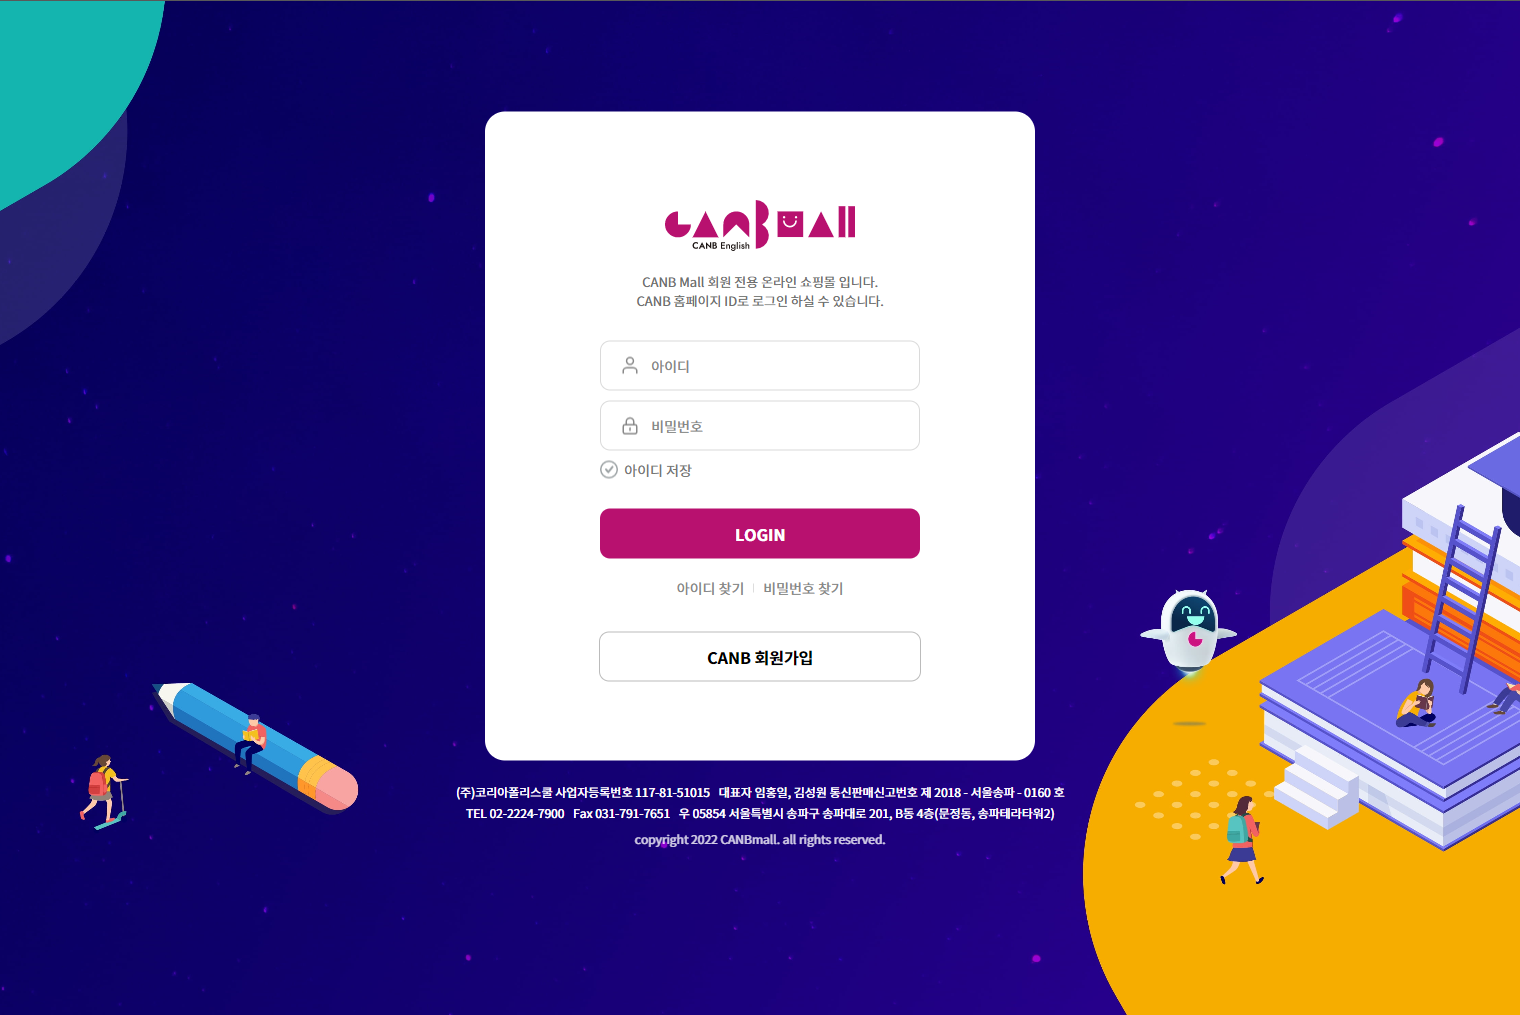 CANBmall
CANB English
CANB Mall 회원 전용 온라인 쇼핑몰 입니다.
CANB 홈페이지 ID로 로그인 하실 수 있습니다.
아이디
비밀번호
아이디 저장
LOGIN
아이디 찾기 | 비밀번호 찾기
CANB 회원가입
(주)코리아폴리스쿨 사업자등록번호 117-81-51015 대표자 임홍일, 김성원 통신판매신고번호 제 2018 - 서울송파 - 0160 호
TEL 02-2224-7900 Fax 031-791-7651 우 05854 서울특별시 송파구 송파대로 201, B동 4층(문정동, 송파테라타워2)
copyright 2022 CANBmall. all rights reserved.